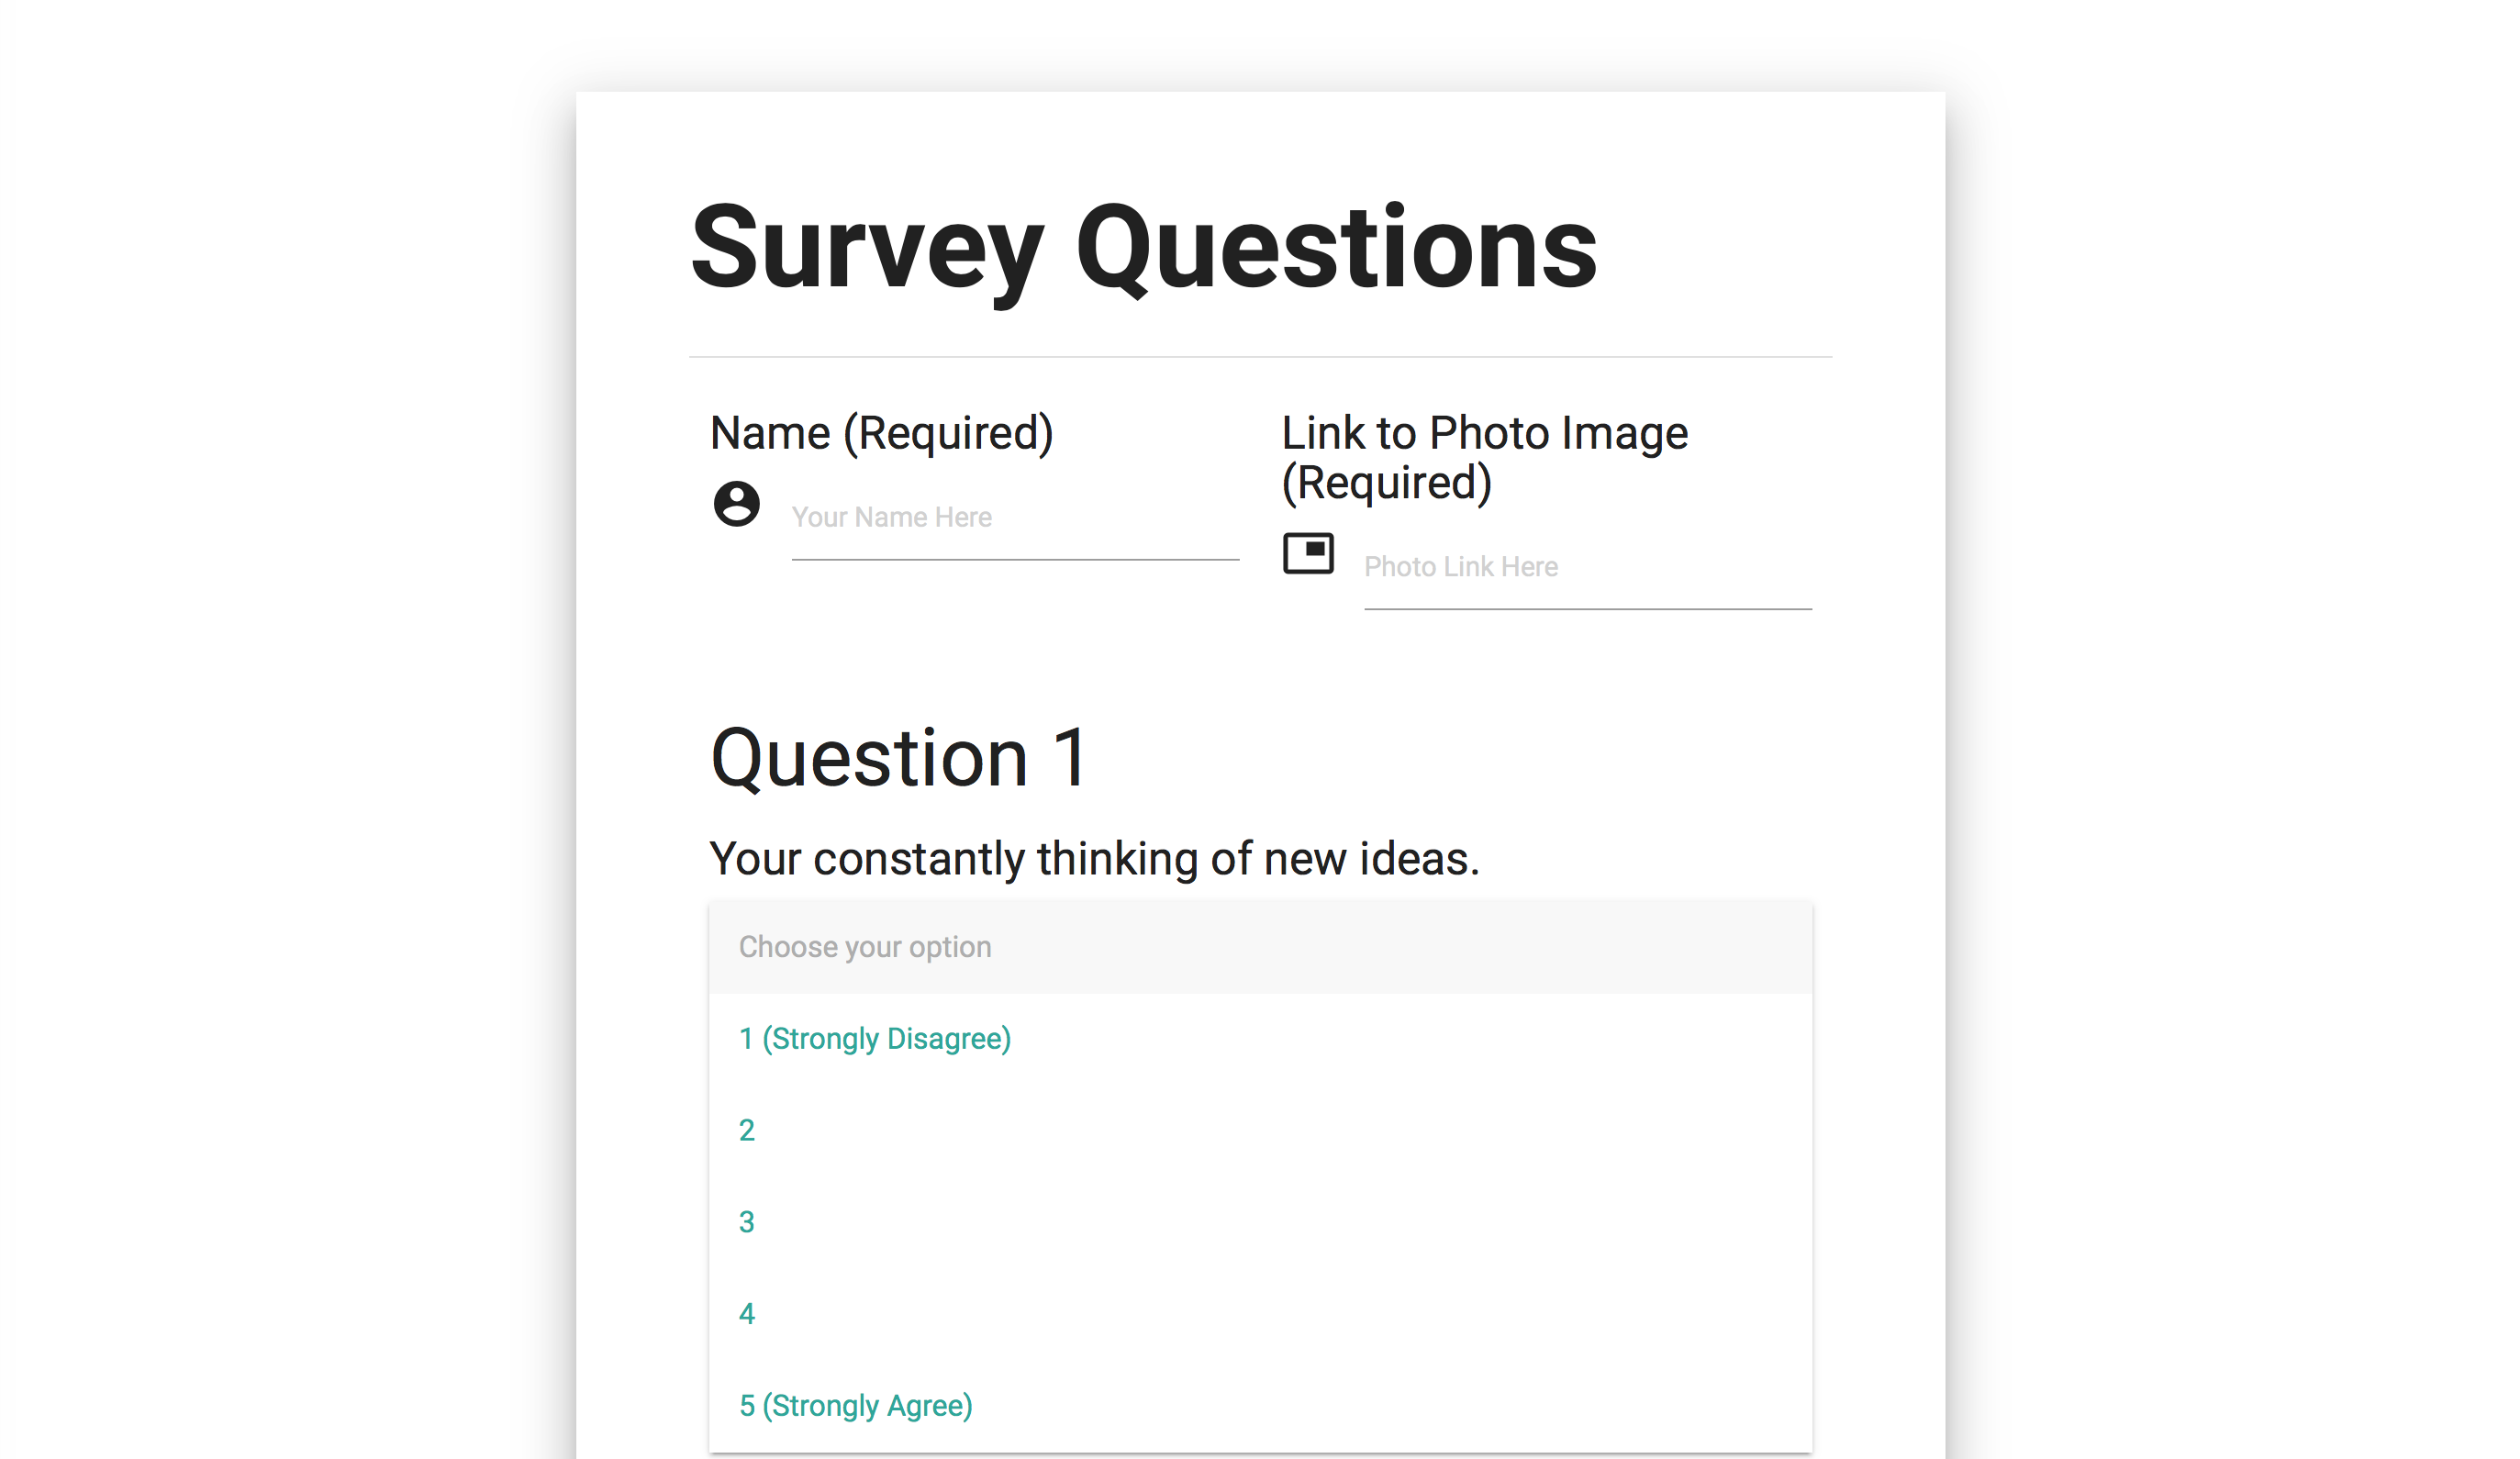 Survey Questions
Name (Required)
Your Name Here
Link to Photo Image
(Required)
Photo Link Here
Question 1
Your constantly thinking of new ideas.
Choose your option
1 (Strongly Disagree)
2
3
4
5 (Strongly Agree)